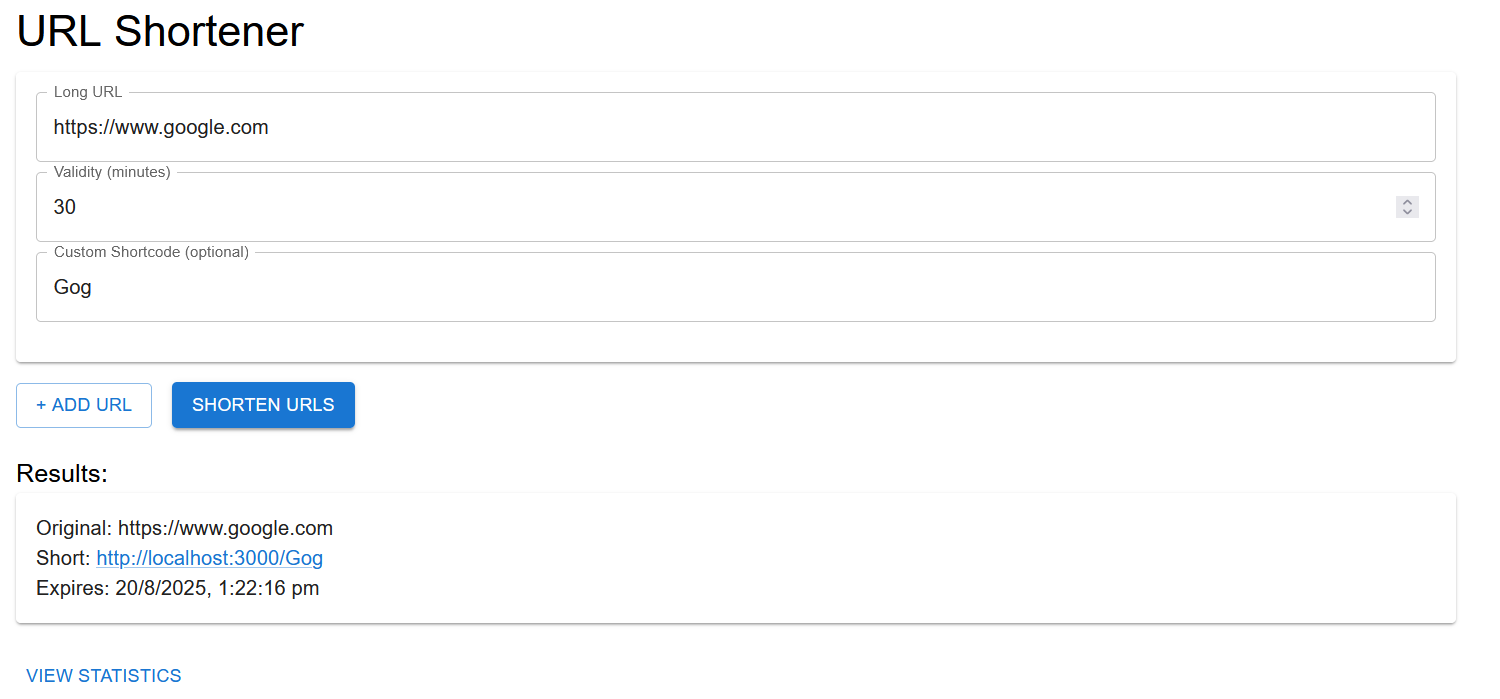 URL Shortener
Long URL
https://www.google.com
Validity (minutes)
30
Custom Shortcode (optional)
Gog
+ ADD URL
SHORTEN URLS
Results:
Original: https://www.google.com
Short: http://localhost:3000/Gog
Expires: 20/8/2025, 1:22:16 pm
VIEW STATISTICS